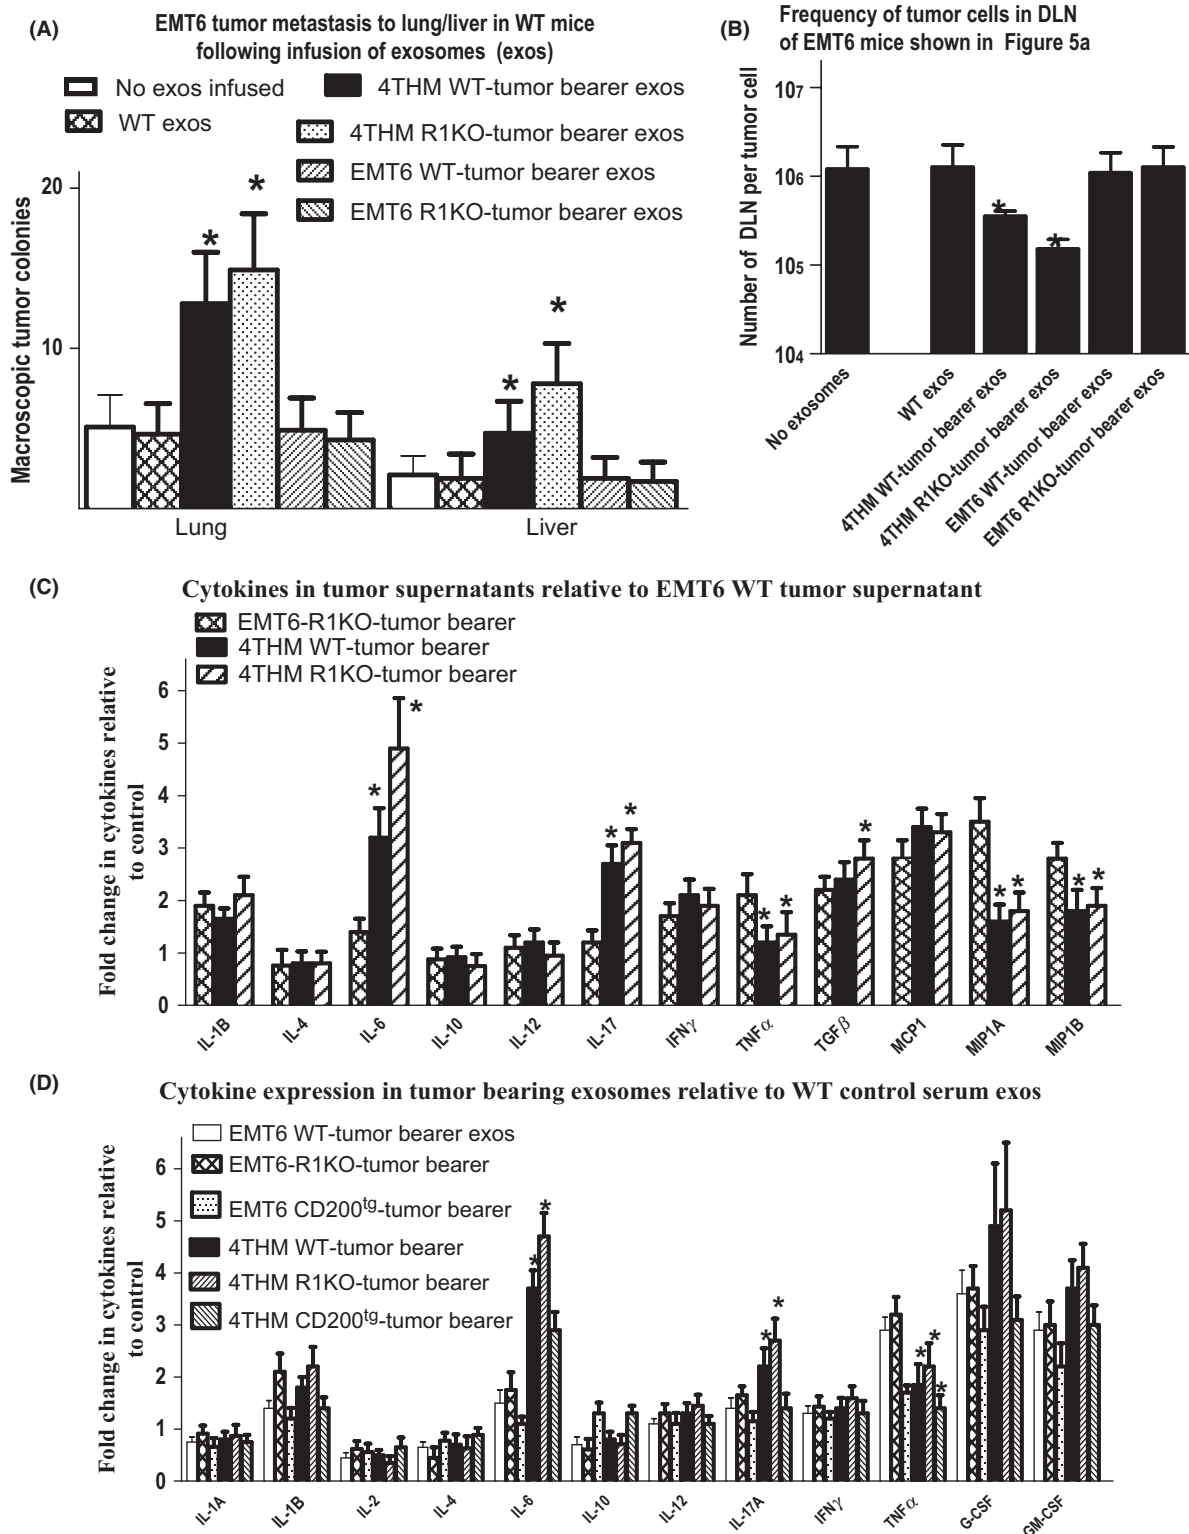 (A)
EMT6 tumor metastasis to lung/liver in WT mice
following infusion of exosomes (exos)
No exos infused
WT exos
4THM WT-tumor bearer exos
4THM R1KO-tumor bearer exos
EMT6 WT-tumor bearer exos
EMT6 R1KO-tumor bearer exos
Macroscopic tumor colonies
20
10
*
*
*
*
Lung
Liver
(B)
Frequency of tumor cells in DLN
of EMT6 mice shown in Figure 5a
Number of DLN per tumor cell
10⁷
10⁶
10⁵
10⁴
*
*
No exosomes
WT exos
4THM WT-tumor bearer exos
4THM R1KO-tumor bearer exos
EMT6 WT-tumor bearer exos
EMT6 R1KO-tumor bearer exos
(C)
Cytokines in tumor supernatants relative to EMT6 WT tumor supernatant
EMT6-R1KO-tumor bearer
4THM WT-tumor bearer
4THM R1KO-tumor bearer
Fold change in cytokines relative
to control
6
5
4
3
2
1
0
*
*
*
*
*
*
*
*
*
*
*
IL-1B
IL-4
IL-6
IL-10
IL-12
IL-17
IFNγ
TNFα
TGFβ
MCP1
MIP1A
MIP1B
(D)
Cytokine expression in tumor bearing exosomes relative to WT control serum exos
EMT6 WT-tumor bearer exos
EMT6-R1KO-tumor bearer
EMT6 CD200ᵗᵍ-tumor bearer
4THM WT-tumor bearer
4THM R1KO-tumor bearer
4THM CD200ᵗᵍ-tumor bearer
Fold change in cytokines relative
to control
6
5
4
3
2
1
0
*
*
*
*
*
*
*
IL-1A
IL-1B
IL-2
IL-4
IL-6
IL-10
IL-12
IL-17A
IFNγ
TNFα
G-CSF
GM-CSF